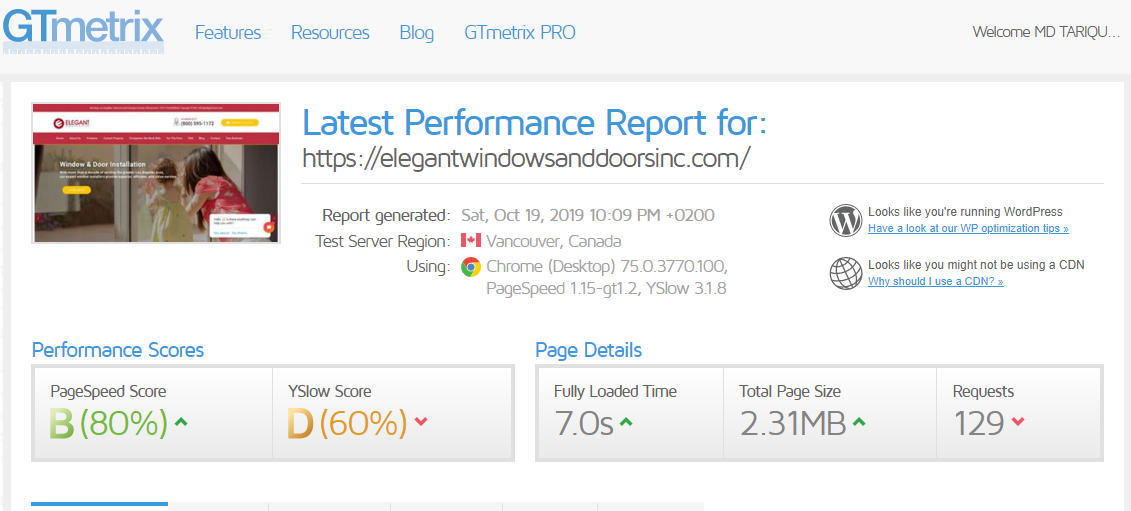 GTmetrix
Features Resources Blog GTmetrix PRO
Welcome MD TARIQU...
ELEGANT
(800) 595-1172
Window & Door Installation
Latest Performance Report for:
https://elegantwindowsanddoorsinc.com/
Report generated: Sat, Oct 19, 2019 10:09 PM +0200
Test Server Region: Vancouver, Canada
Using: Chrome (Desktop) 75.0.3770.100,
PageSpeed 1.15-gt1.2, YSlow 3.1.8
Looks like you're running WordPress
Have a look at our WP optimization tips »
Looks like you might not be using a CDN
Why should I use a CDN? »
Performance Scores
PageSpeed Score
B (80%)
YSlow Score
D (60%)
Page Details
Fully Loaded Time
7.0s
Total Page Size
2.31MB
Requests
129